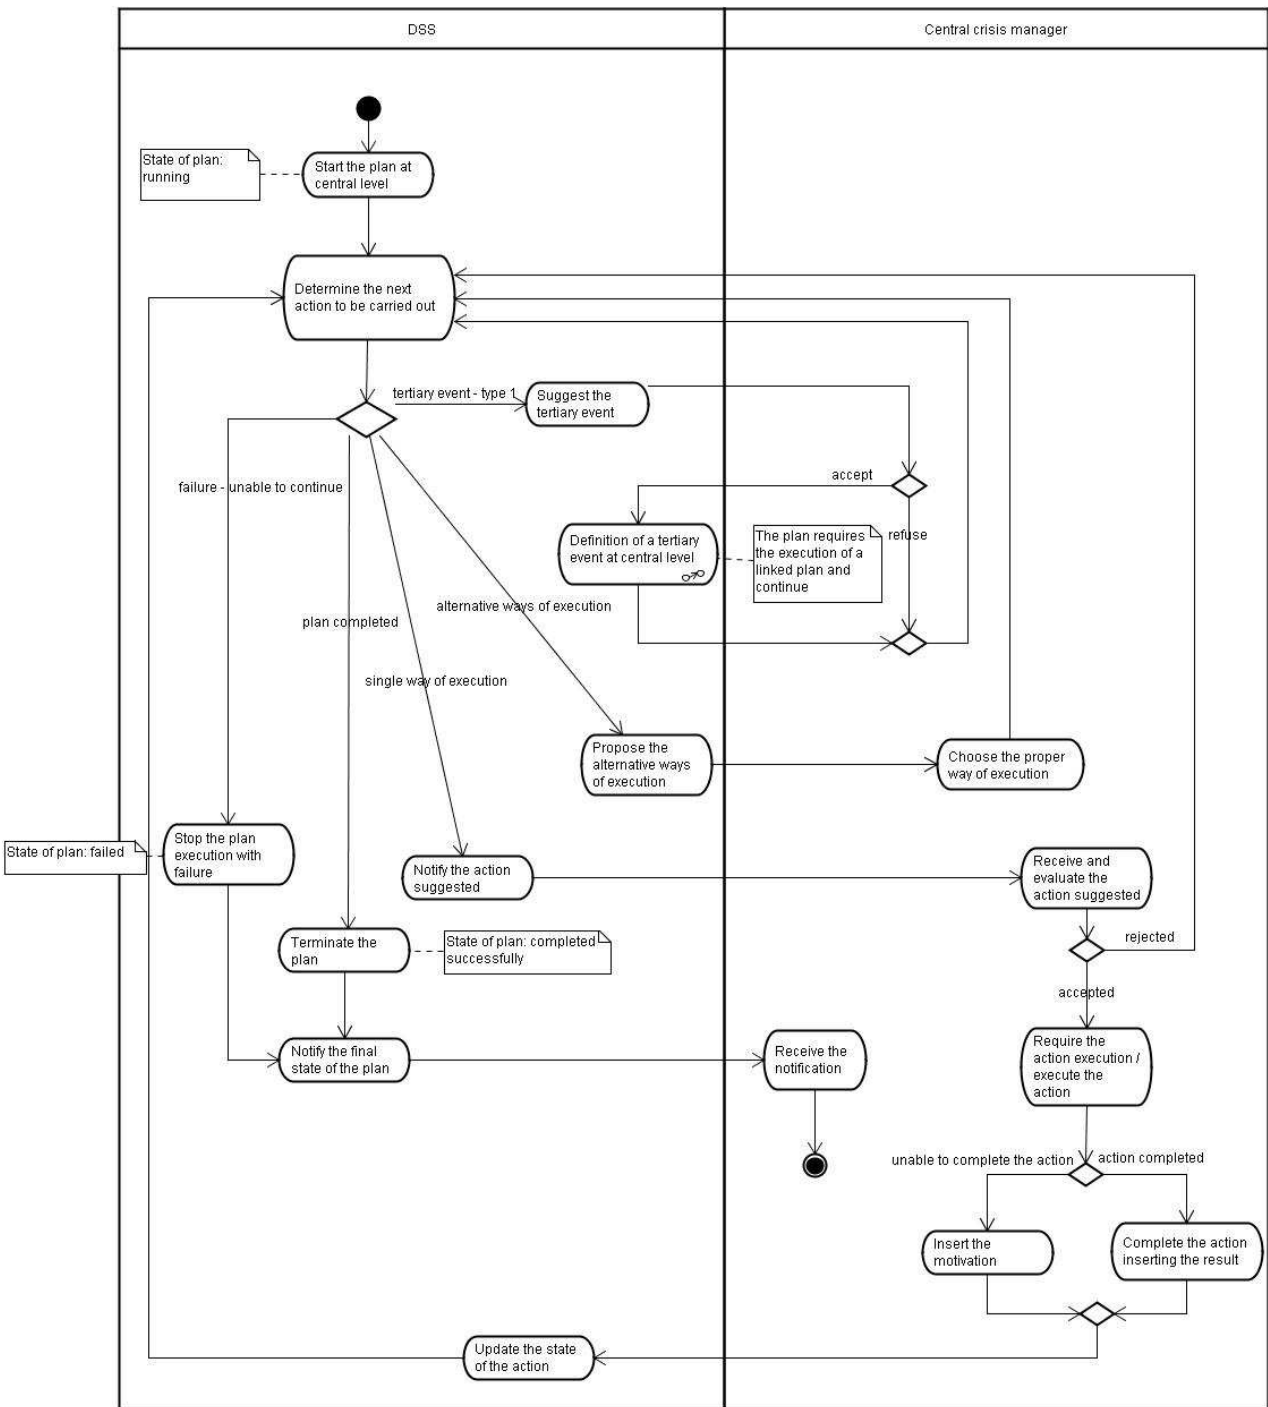 DSS
Central crisis manager
State of plan:
running
Start the plan at
central level
Determine the next
action to be carried out
tertiary event - type 1
Suggest the
tertiary event
accept
failure - unable to continue
Definition of a tertiary
event at central level
The plan requires
the execution of a
linked plan and
continue
refuse
alternative ways of execution
plan completed
single way of execution
Propose the
alternative ways
of execution
Choose the proper
way of execution
State of plan: failed
Stop the plan
execution with
failure
Notify the action
suggested
Receive and
evaluate the
action suggested
rejected
Terminate the
plan
State of plan: completed
successfully
accepted
Notify the final
state of the plan
Receive the
notification
Require the
action execution /
execute the
action
unable to complete the action
action completed
Insert the
motivation
Complete the action
inserting the result
Update the state
of the action